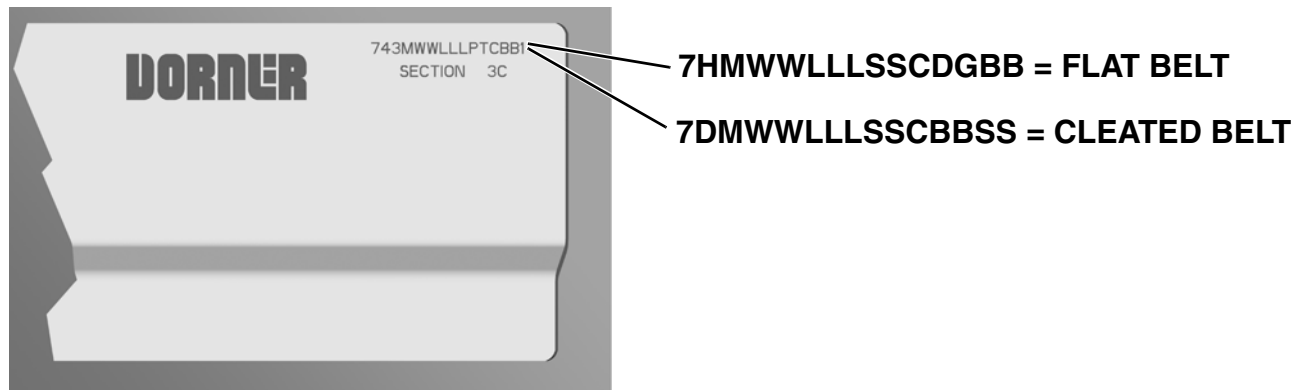 DORNER
743MWWLLLPTCBB1
SECTION 3C
7HMWWLLLSSCDGBB = FLAT BELT
7DMWWLLLSSCBBSS = CLEATED BELT